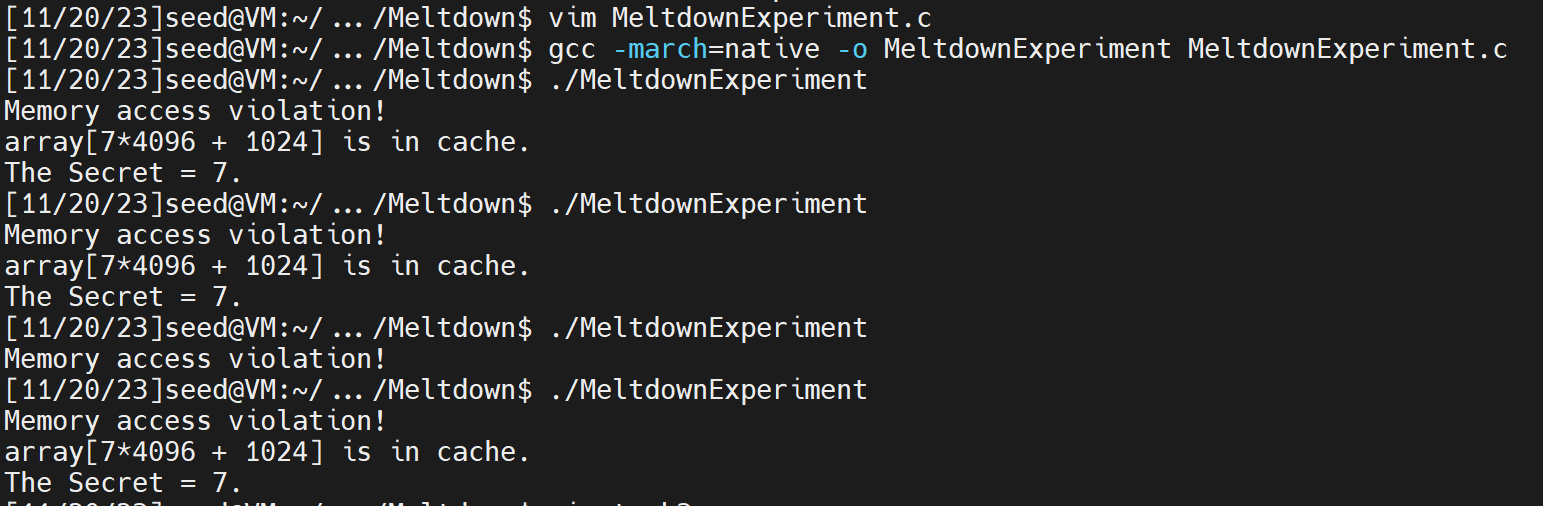 [11/20/23]seed@VM:~/.../Meltdown$ vim MeltdownExperiment.c
[11/20/23]seed@VM:~/.../Meltdown$ gcc -march=native -o MeltdownExperiment MeltdownExperiment.c
[11/20/23]seed@VM:~/.../Meltdown$ ./MeltdownExperiment
Memory access violation!
array[7*4096 + 1024] is in cache.
The Secret = 7.
[11/20/23]seed@VM:~/.../Meltdown$ ./MeltdownExperiment
Memory access violation!
array[7*4096 + 1024] is in cache.
The Secret = 7.
[11/20/23]seed@VM:~/.../Meltdown$ ./MeltdownExperiment
Memory access violation!
[11/20/23]seed@VM:~/.../Meltdown$ ./MeltdownExperiment
Memory access violation!
array[7*4096 + 1024] is in cache.
The Secret = 7.